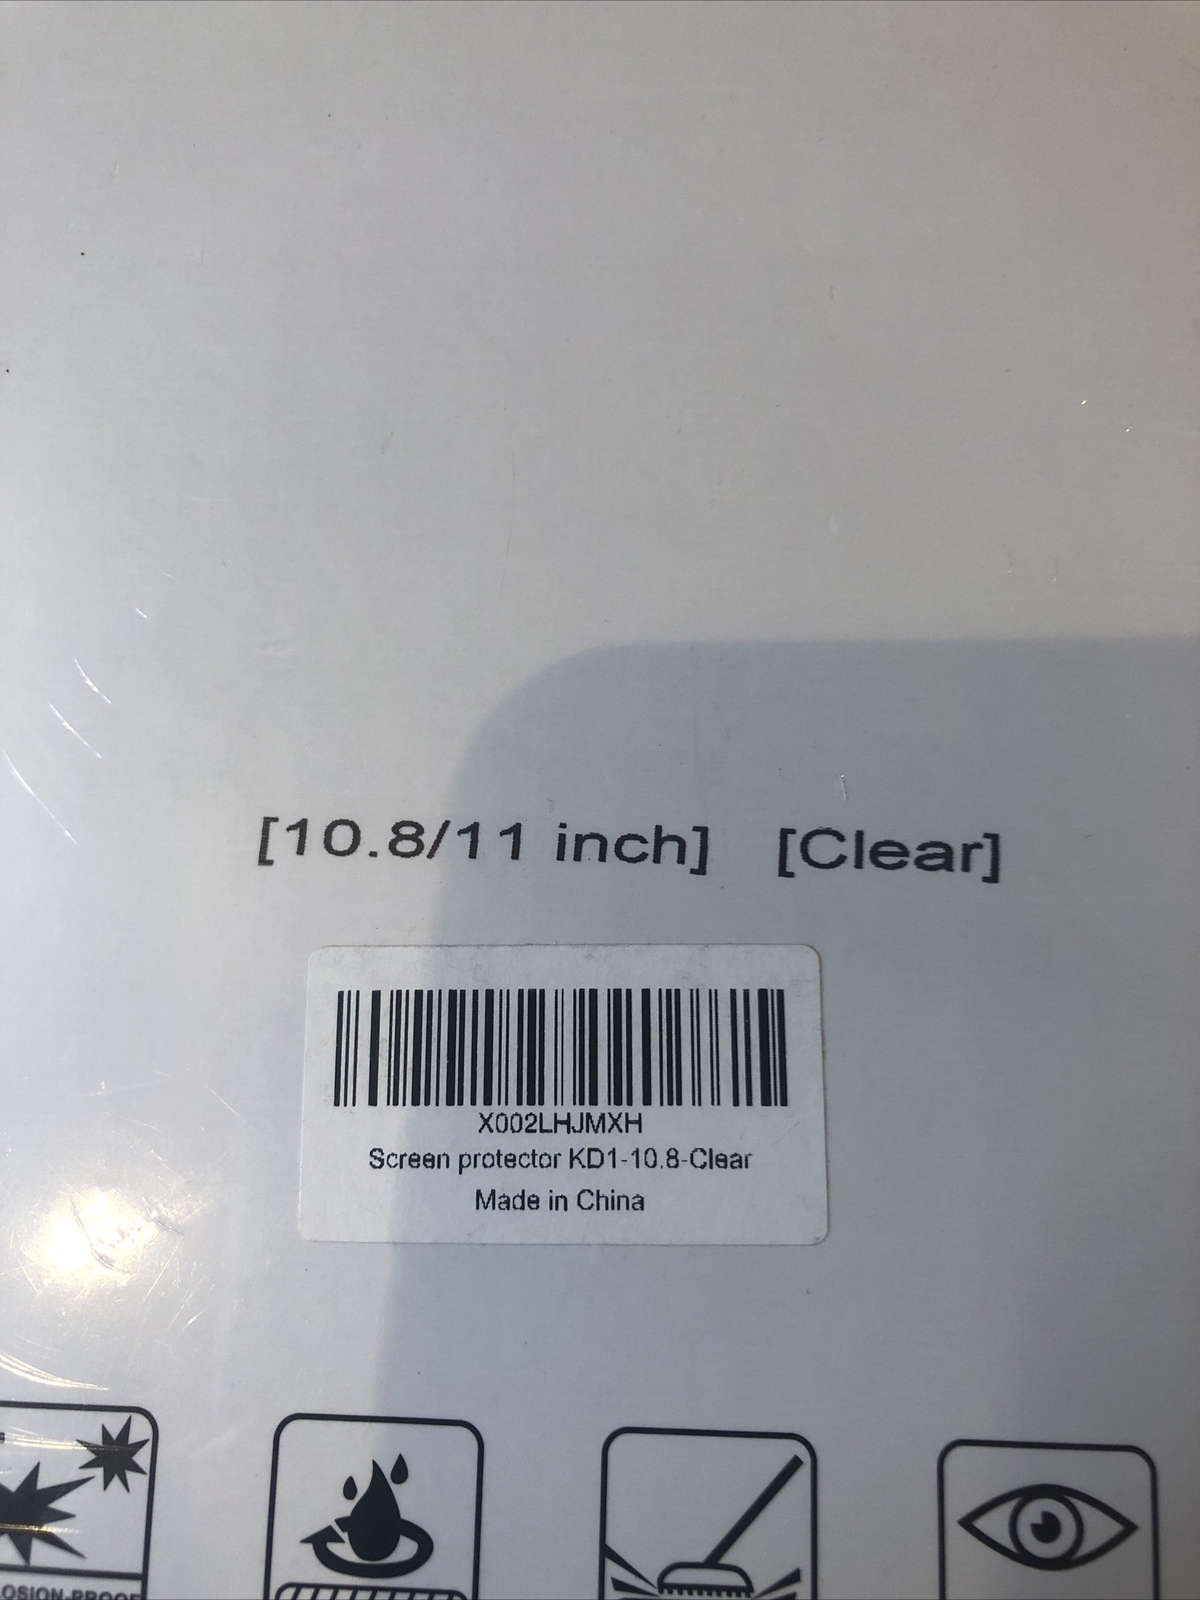 [10.8/11 inch] [Clear]
X002LHJMXH
Screen protector KD1-10.8-Clear
Made in China